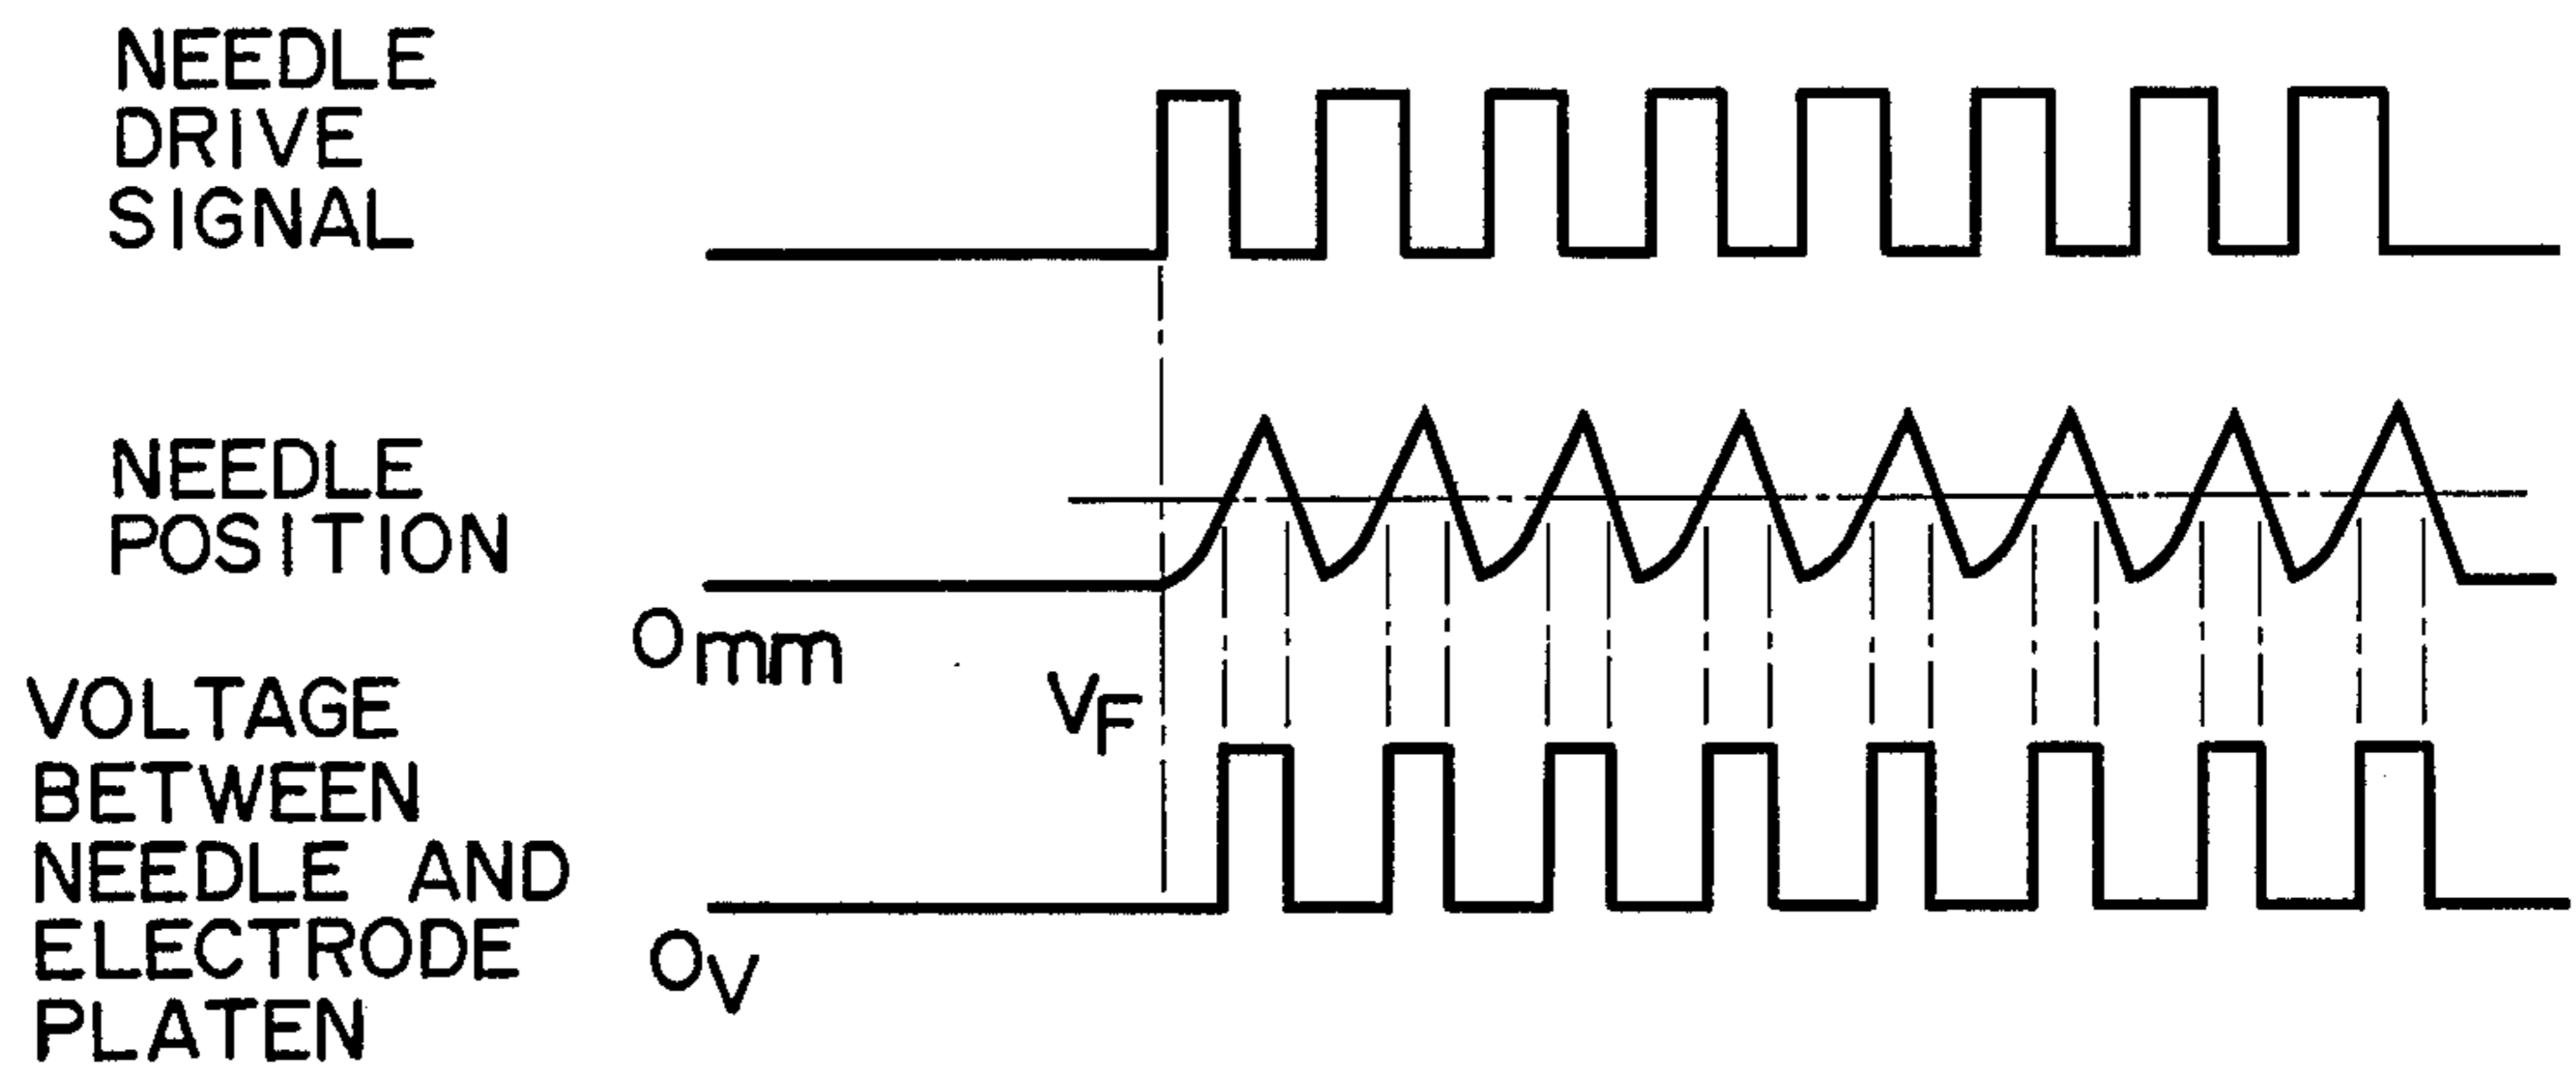 NEEDLE
DRIVE
SIGNAL
NEEDLE
POSITION
0mm
VF
VOLTAGE
BETWEEN
NEEDLE AND
ELECTRODE
PLATEN
0V